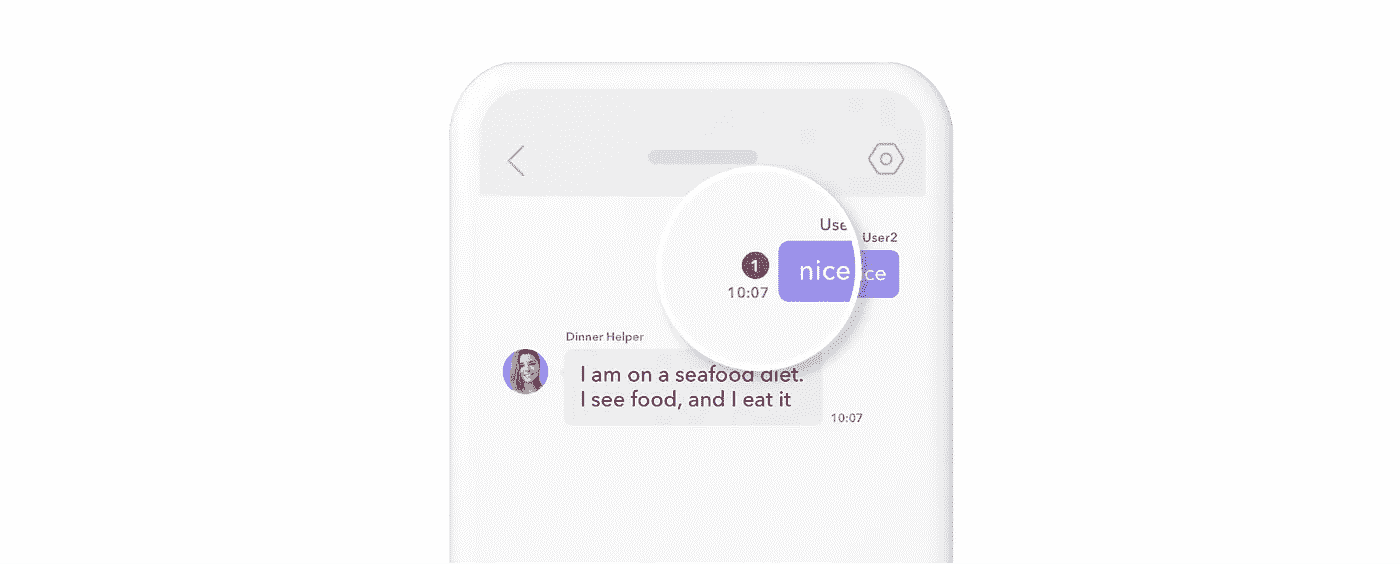 Use
User2
1
nice
ce
10:07
Dinner Helper
I am on a seafood diet.
I see food, and I eat it
10:07